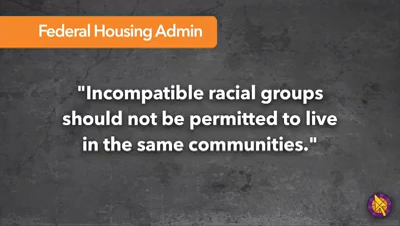 Federal Housing Admin
"Incompatible racial groups
should not be permitted to live
in the same communities."